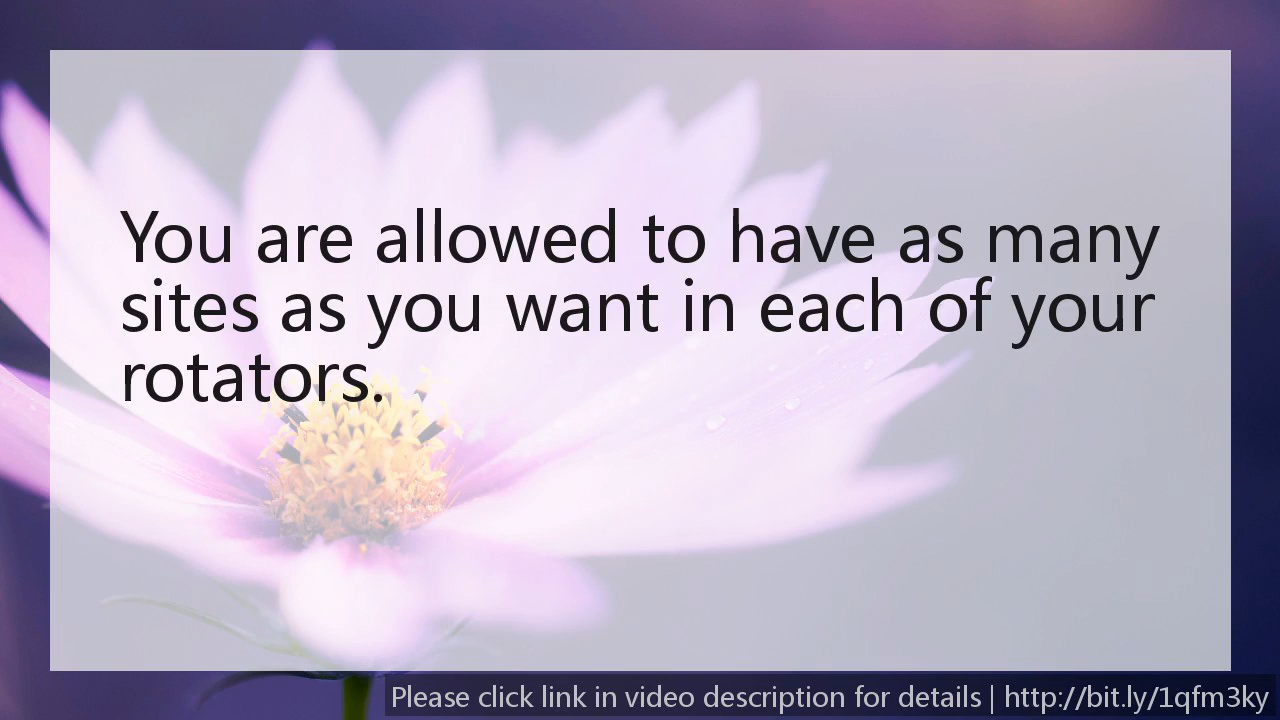 You are allowed to have as many
sites as you want in each of your
rotators.
Please click link in video description for details | http://bit.ly/1qfm3ky